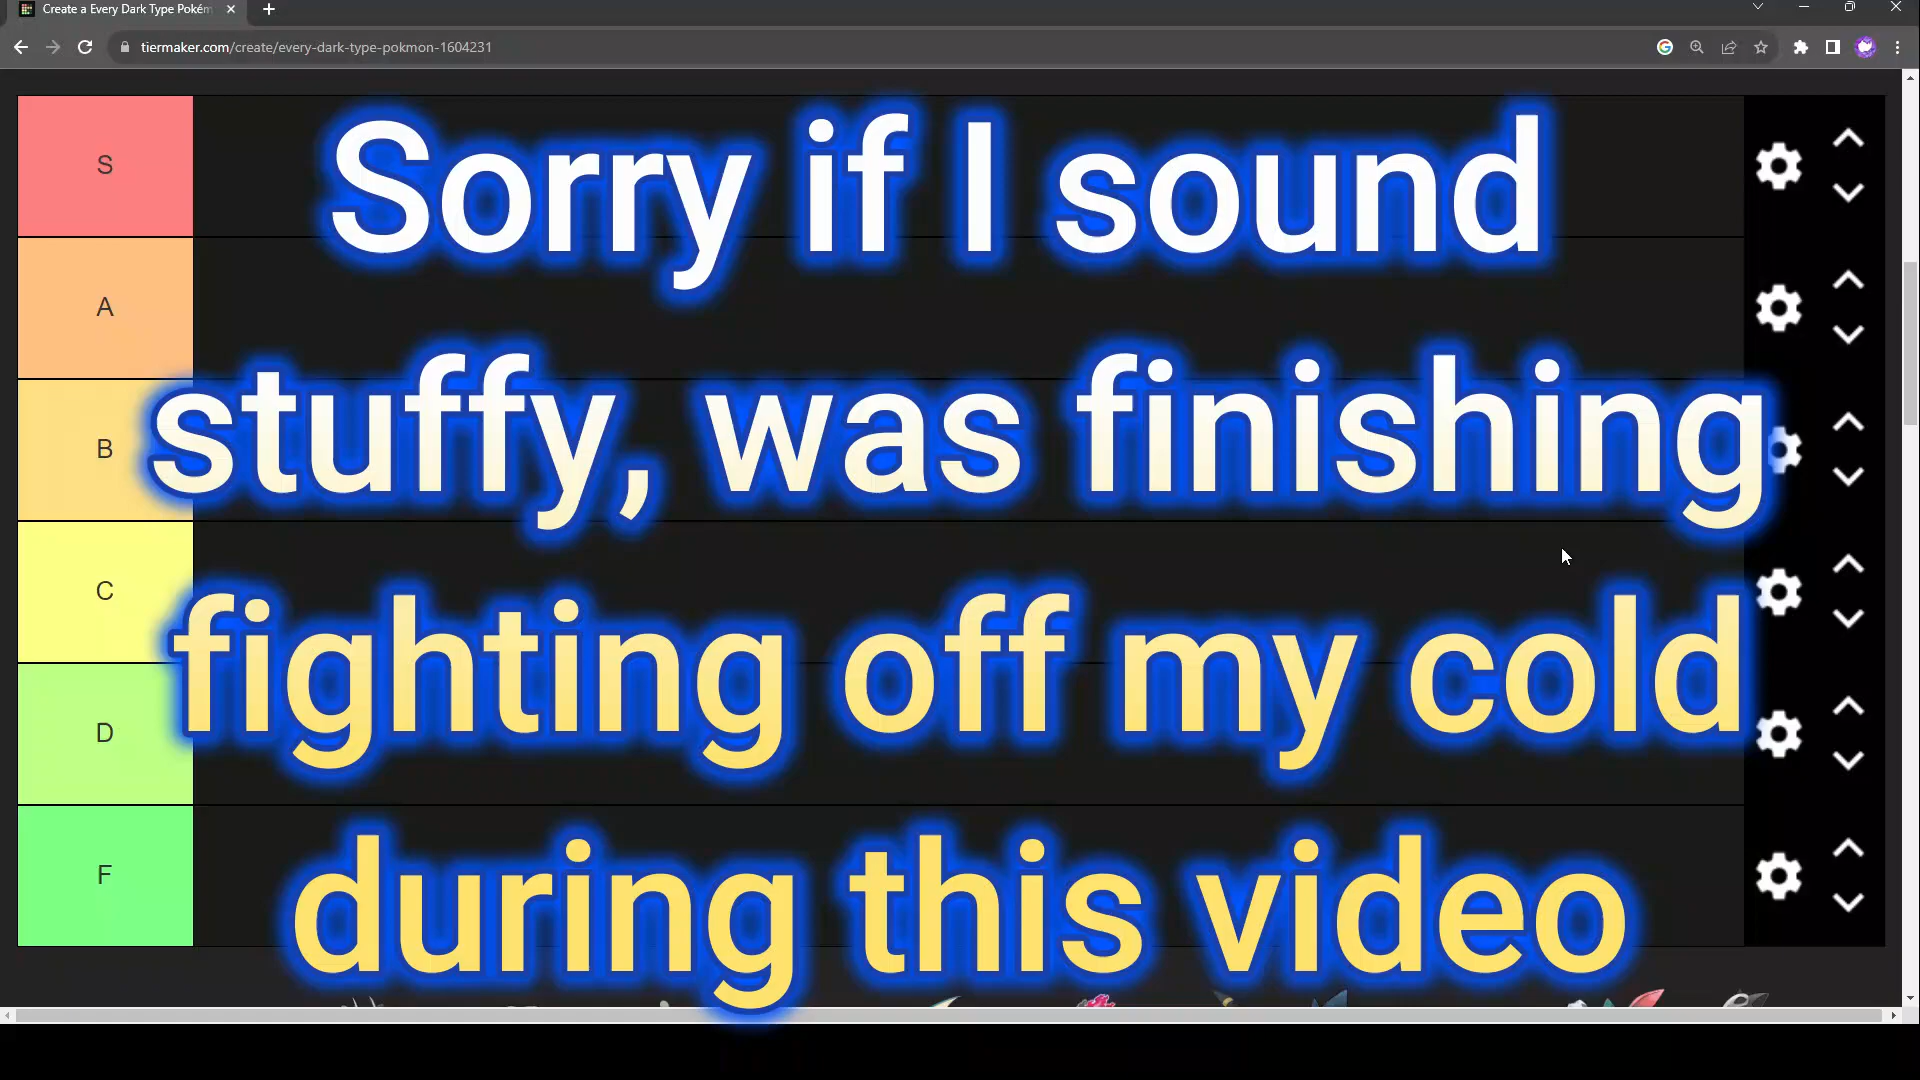 Create a Every Dark Type Pokém
tiermaker.com/create/every-dark-type-pokmon-1604231
S
A
B
C
D
F
Sorry if I sound
stuffy, was finishing
fighting off my cold
during this video